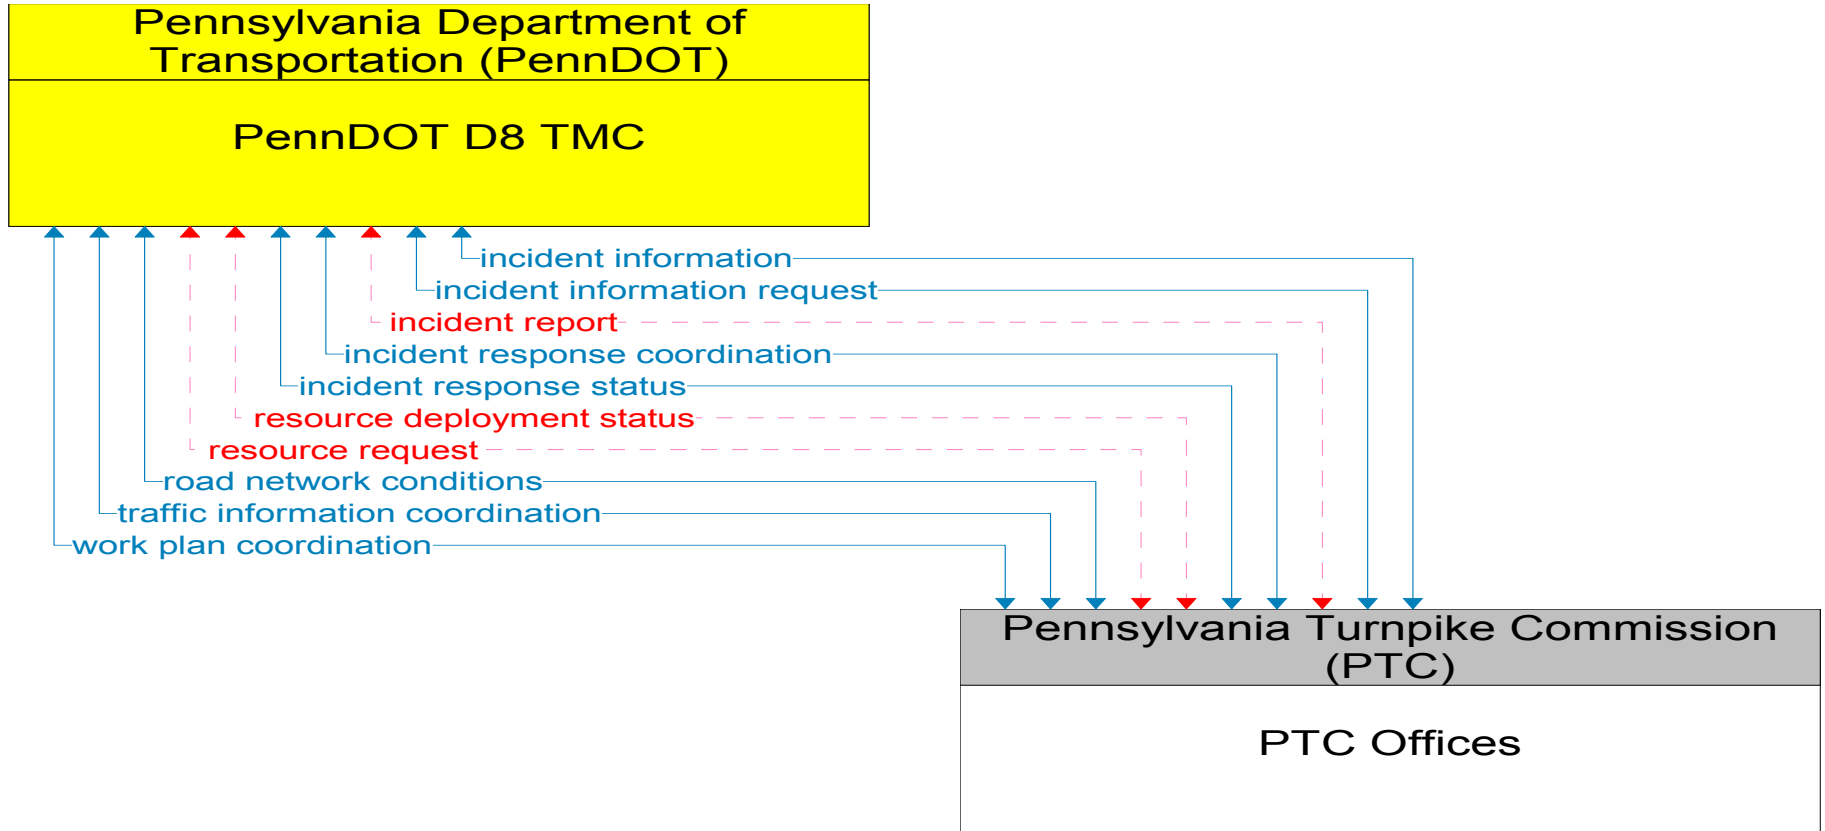 Pennsylvania Department of
Transportation (PennDOT)
PennDOT D8 TMC
incident information
incident information request
incident report
incident response coordination
incident response status
resource deployment status
resource request
road network conditions
traffic information coordination
work plan coordination
Pennsylvania Turnpike Commission
(PTC)
PTC Offices